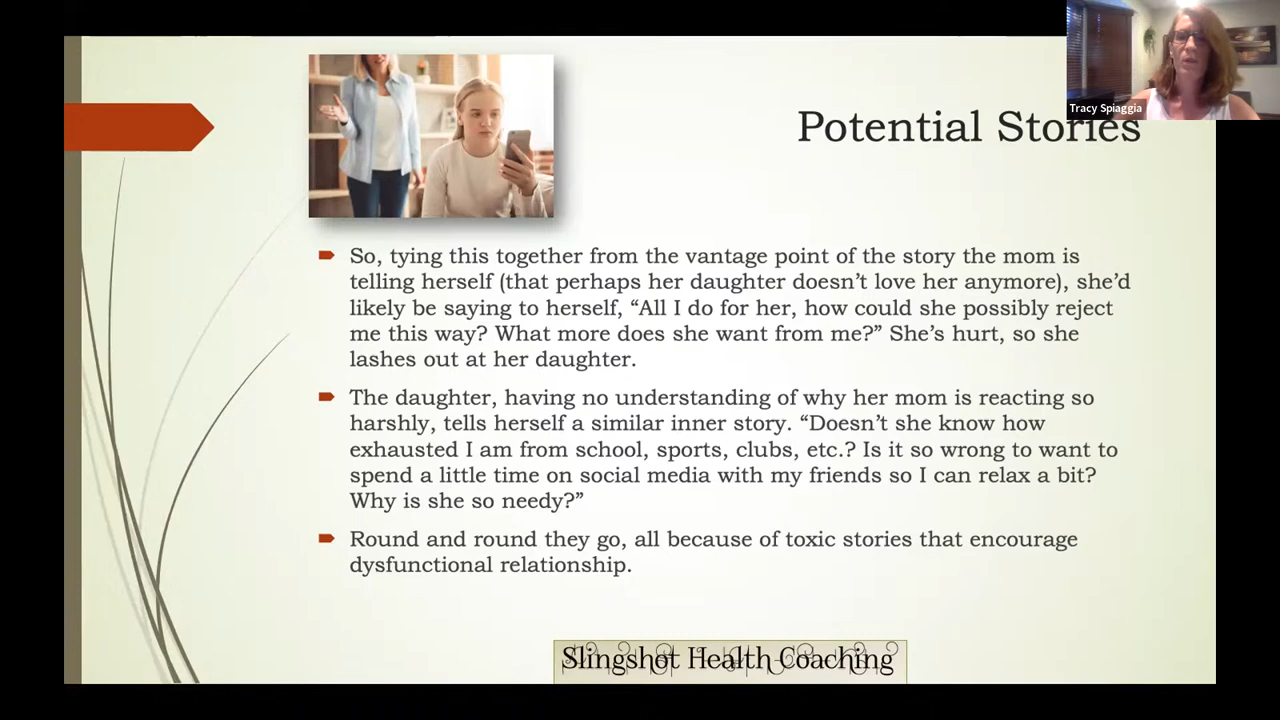 Tracy Spiaggia
Potential Stories
So, tying this together from the vantage point of the story the mom is
telling herself (that perhaps her daughter doesn’t love her anymore), she’d
likely be saying to herself, “All I do for her, how could she possibly reject
me this way? What more does she want from me?” She’s hurt, so she
lashes out at her daughter.
The daughter, having no understanding of why her mom is reacting so
harshly, tells herself a similar inner story. “Doesn’t she know how
exhausted I am from school, sports, clubs, etc.? Is it so wrong to want to
spend a little time on social media with my friends so I can relax a bit?
Why is she so needy?”
Round and round they go, all because of toxic stories that encourage
dysfunctional relationship.
Slingshot Health Coaching